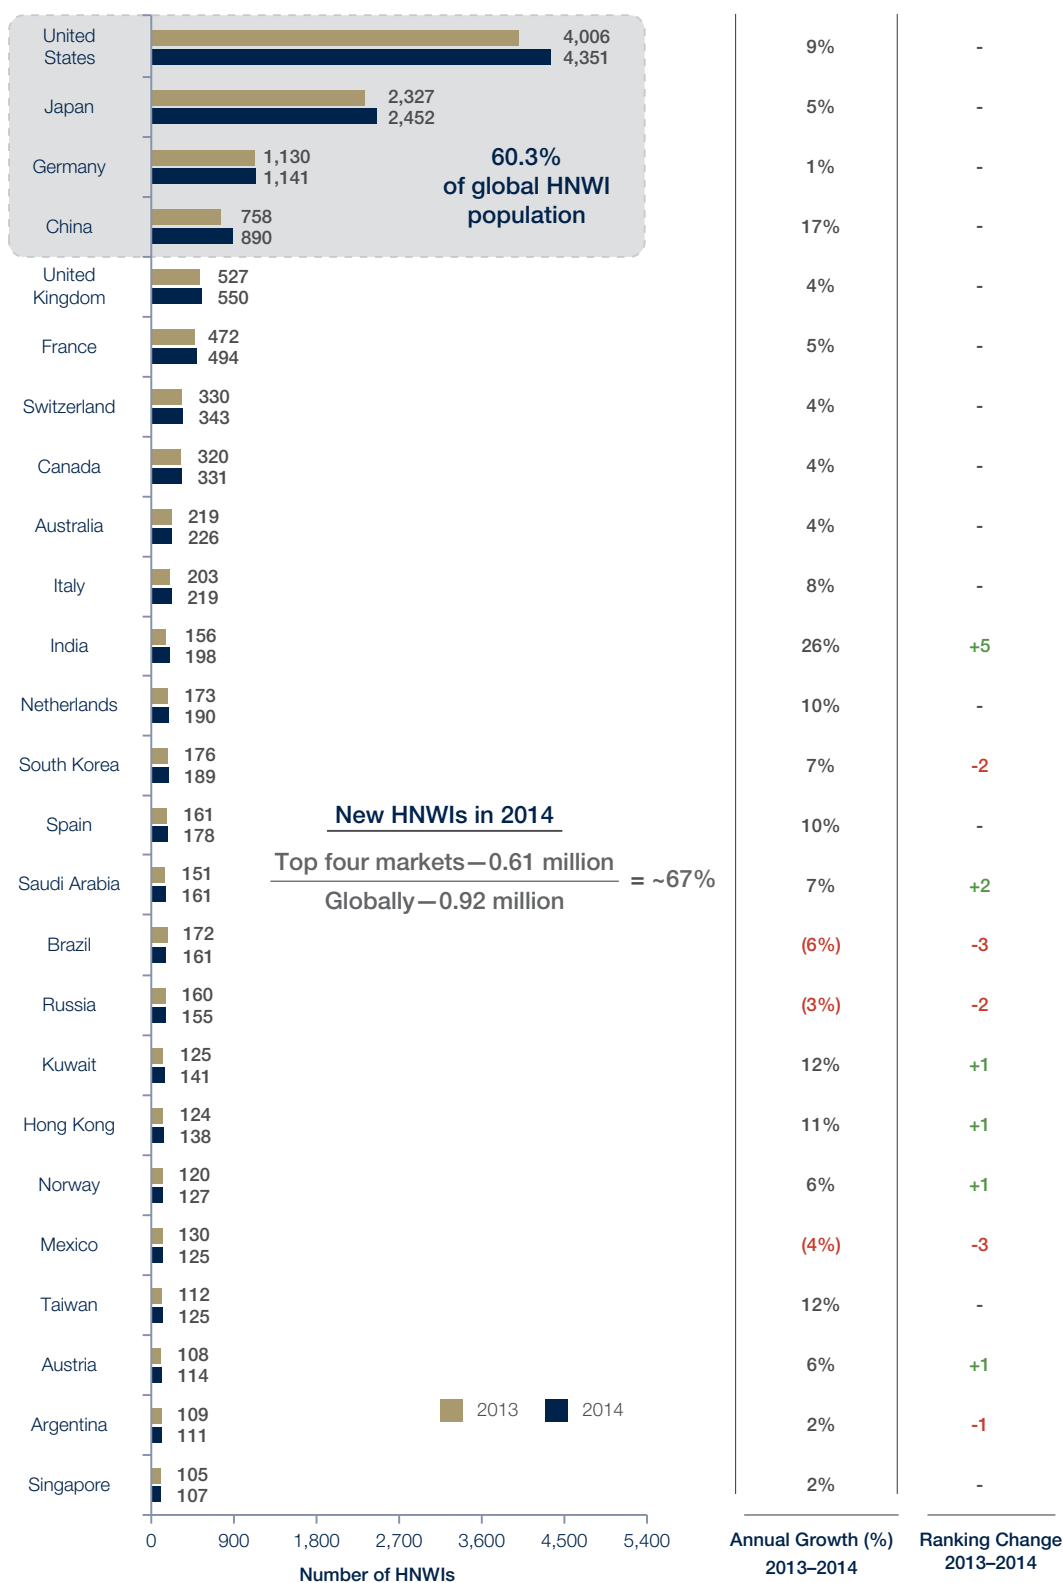 United
States
4,006
4,351
9%
-
Japan
2,327
2,452
5%
-
Germany
1,130
1,141
1%
-
60.3%
of global HNWI
population
China
758
890
17%
-
United
Kingdom
527
550
4%
-
France
472
494
5%
-
Switzerland
330
343
4%
-
Canada
320
331
4%
-
Australia
219
226
4%
-
Italy
203
219
8%
-
India
156
198
26%
+5
Netherlands
173
190
10%
-
South Korea
176
189
7%
-2
Spain
161
178
10%
-
New HNWIs in 2014
Top four markets—0.61 million
Globally—0.92 million
= ~67%
Saudi Arabia
151
161
7%
+2
Brazil
172
161
(6%)
-3
Russia
160
155
(3%)
-2
Kuwait
125
141
12%
+1
Hong Kong
124
138
11%
+1
Norway
120
127
6%
+1
Mexico
130
125
(4%)
-3
Taiwan
112
125
12%
-
Austria
108
114
6%
+1
Argentina
109
111
2%
-1
2013 2014
Singapore
105
107
2%
-
0 900 1,800 2,700 3,600 4,500 5,400
Number of HNWIs
Annual Growth (%)
2013–2014
Ranking Change
2013–2014